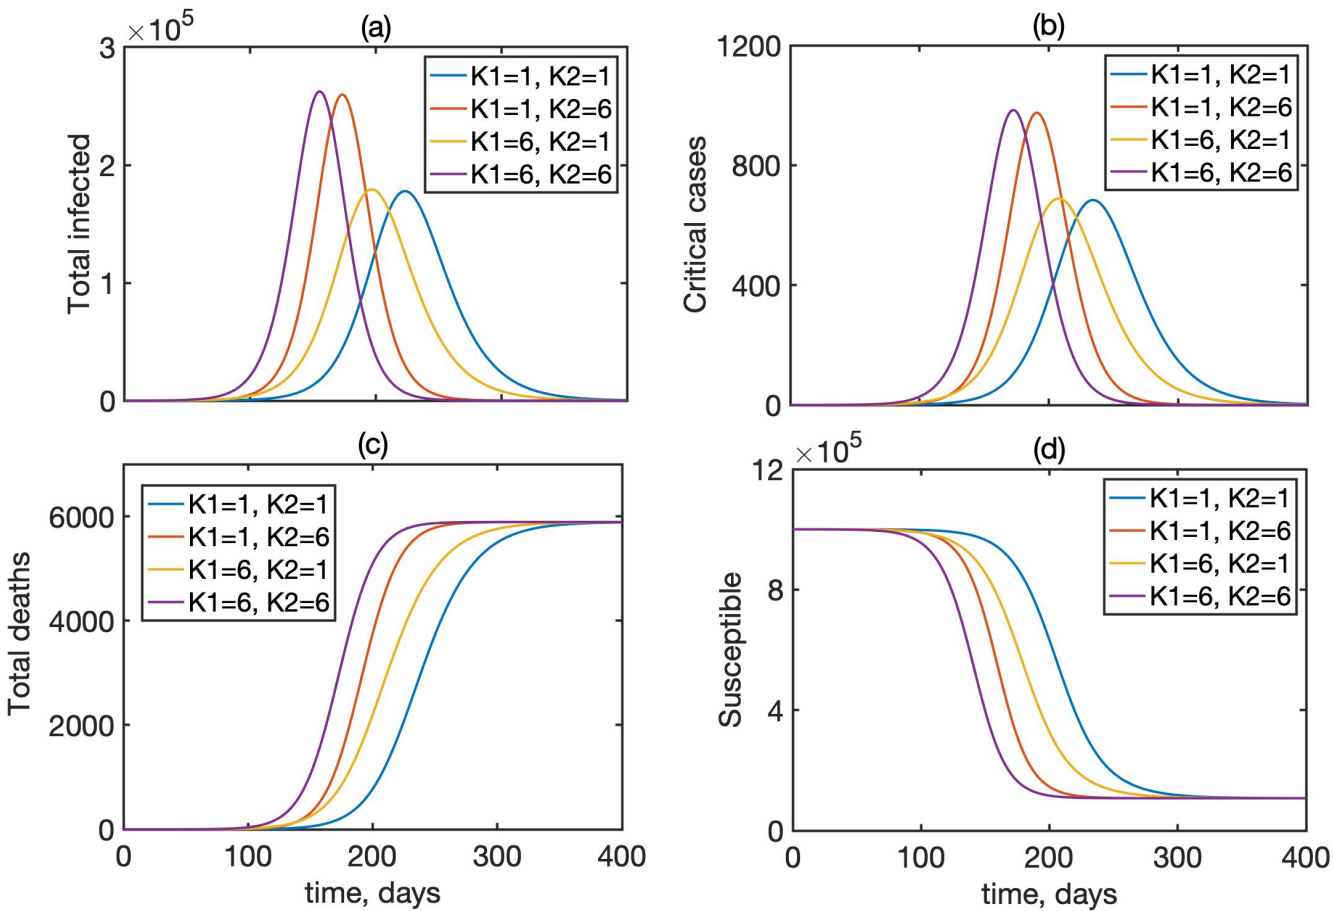 (a)
×10^5
3
2
1
0
Total infected
K1=1, K2=1
K1=1, K2=6
K1=6, K2=1
K1=6, K2=6
(b)
1200
800
400
0
Critical cases
K1=1, K2=1
K1=1, K2=6
K1=6, K2=1
K1=6, K2=6
(c)
6000
4000
2000
0
Total deaths
K1=1, K2=1
K1=1, K2=6
K1=6, K2=1
K1=6, K2=6
0 100 200 300 400
time, days
(d)
×10^5
12
8
4
0
Susceptible
K1=1, K2=1
K1=1, K2=6
K1=6, K2=1
K1=6, K2=6
0 100 200 300 400
time, days